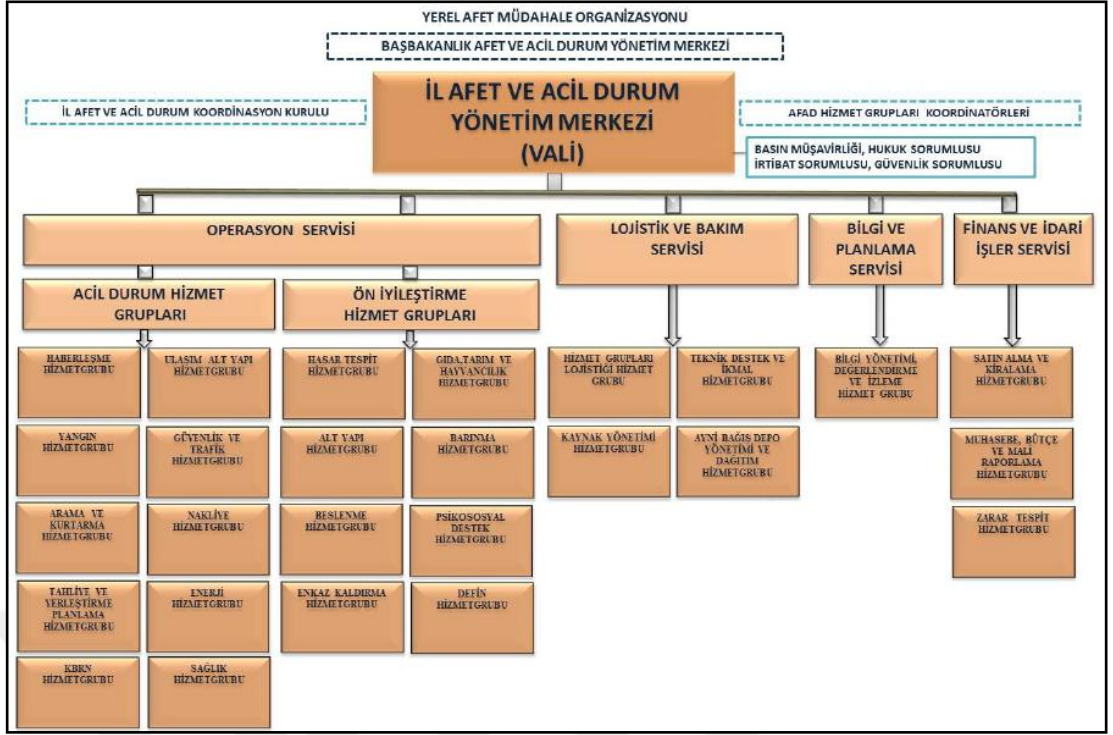 YEREL AFET MÜDAHALE ORGANİZASYONU
BAŞBAKANLIK AFET VE ACİL DURUM YÖNETİM MERKEZİ
İL AFET VE ACİL DURUM
YÖNETİM MERKEZİ
(VALİ)
İL AFET VE ACİL DURUM KOORDİNASYON KURULU
AFAD HİZMET GRUPLARI KOORDİNATÖRLERİ
BASIN MÜŞAVİRLİĞİ, HUKUK SORUMLUSU
İRTİBAT SORUMLUSU, GÜVENLİK SORUMLUSU
OPERASYON SERVİSİ
LOJİSTİK VE BAKIM
SERVİSİ
BİLGİ VE
PLANLAMA
SERVİSİ
FİNANS VE İDARİ
İŞLER SERVİSİ
ACİL DURUM HİZMET
GRUPLARI
ÖN İYİLEŞTİRME
HİZMET GRUPLARI
HABERLEŞME
HİZMETGRUBU
ULAŞIM ALT YAPI
HİZMETGRUBU
HASAR TESPİT
HİZMETGRUBU
GIDA,TARIM VE
HAYVANCILIK
HİZMETGRUBU
HİZMET GRUPLARI
LOJİSTİĞİ HİZMET
GRUBU
TEKNİK DESTEK VE
İKMAL
HİZMETGRUBU
BİLGİ YÖNETİMİ,
DEĞERLENDİRME
VE İZLEME
HİZMET GRUBU
SATIN ALMA VE
KİRALAMA
HİZMETGRUBU
YANGIN
HİZMETGRUBU
GÜVENLİK VE
TRAFİK
HİZMETGRUBU
ALT YAPI
HİZMETGRUBU
BARINMA
HİZMETGRUBU
KAYNAK YÖNETİMİ
HİZMETGRUBU
AYNİ BAĞIŞ DEPO
YÖNETİMİ VE
DAĞITIM
HİZMETGRUBU
MUHASEBE, BÜTÇE
VE MALİ
RAPORLAMA
HİZMETGRUBU
ARAMA VE
KURTARMA
HİZMETGRUBU
NAKLİYE
HİZMETGRUBU
BESLENME
HİZMETGRUBU
PSİKOSOSYAL
DESTEK
HİZMETGRUBU
ZARAR TESPİT
HİZMETGRUBU
TAHLİYE VE
YERLEŞTİRME
PLANLAMA
HİZMETGRUBU
ENERJİ
HİZMETGRUBU
ENKAZ KALDIRMA
HİZMETGRUBU
DEFİN
HİZMETGRUBU
KBRN
HİZMETGRUBU
SAĞLIK
HİZMETGRUBU